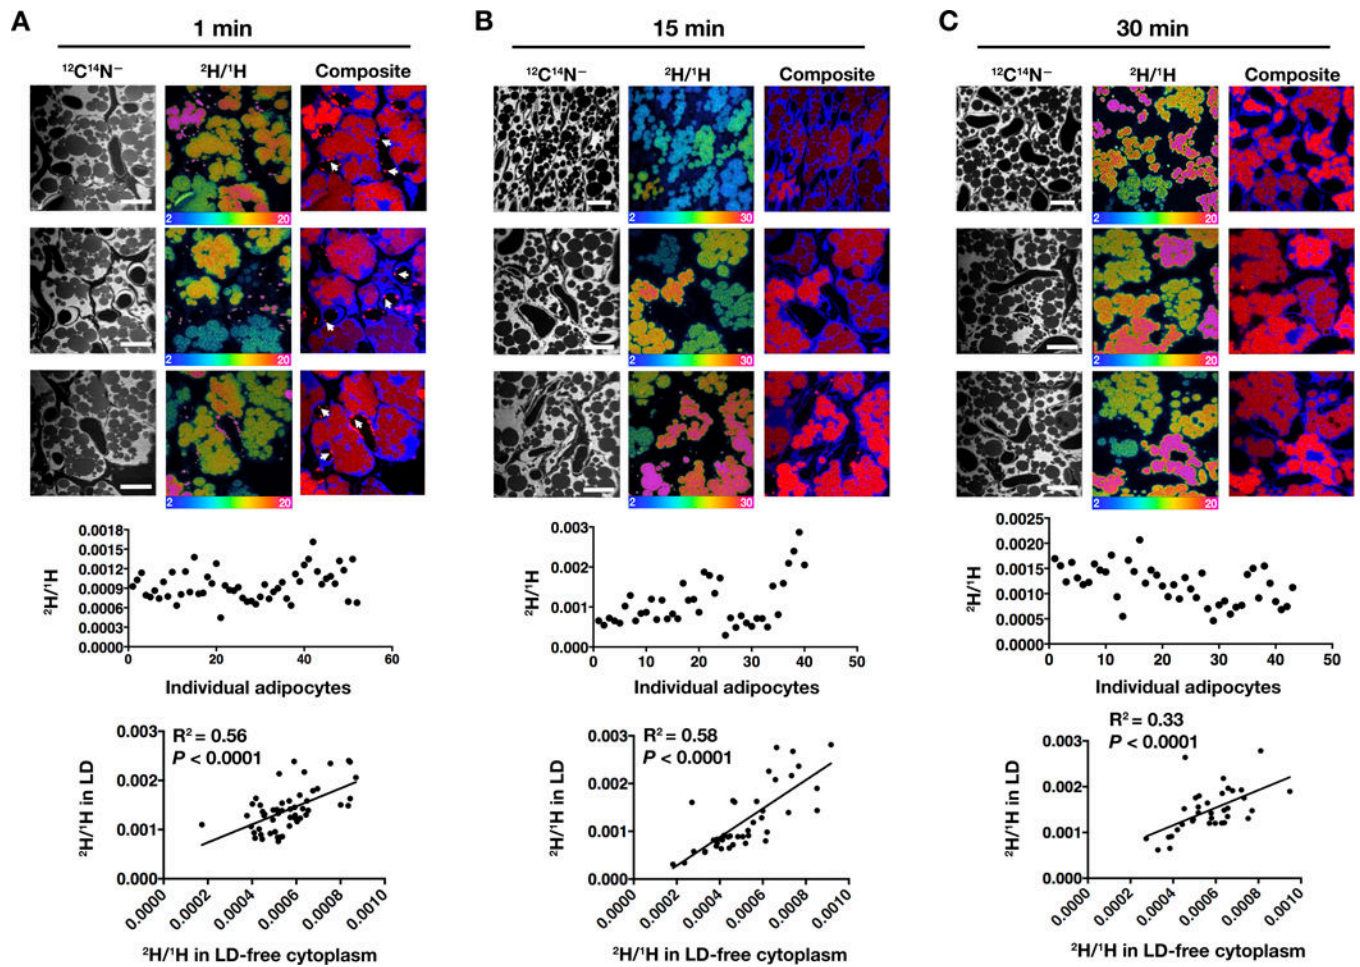 A
1 min
¹²C¹⁴N⁻ ²H/¹H Composite
2 20
2 20
2 20
0.0018
0.0015
0.0012
0.0009
0.0006
0.0003
0.0000
²H/¹H
0 20 40 60
Individual adipocytes
R² = 0.56
P < 0.0001
0.003
0.002
0.001
0.000
²H/¹H in LD
0.0000 0.0002 0.0004 0.0006 0.0008 0.0010
²H/¹H in LD-free cytoplasm
B
15 min
¹²C¹⁴N⁻ ²H/¹H Composite
2 30
2 30
2 30
0.003
0.002
0.001
0.000
²H/¹H
0 10 20 30 40 50
Individual adipocytes
R² = 0.58
P < 0.0001
0.003
0.002
0.001
0.000
²H/¹H in LD
0.0000 0.0002 0.0004 0.0006 0.0008 0.0010
²H/¹H in LD-free cytoplasm
C
30 min
¹²C¹⁴N⁻ ²H/¹H Composite
2 20
2 20
2 20
0.0025
0.0020
0.0015
0.0010
0.0005
0.0000
²H/¹H
0 10 20 30 40 50
Individual adipocytes
R² = 0.33
P < 0.0001
0.003
0.002
0.001
0.000
²H/¹H in LD
0.0000 0.0002 0.0004 0.0006 0.0008 0.0010
²H/¹H in LD-free cytoplasm